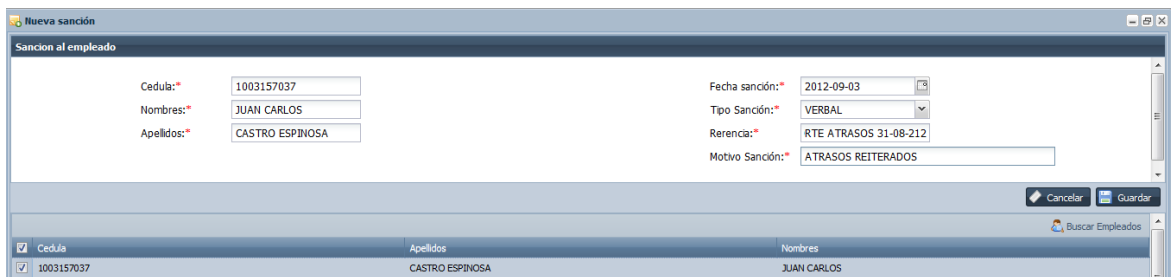 Nueva sanción
Sancion al empleado
Cedula:* 1003157037 Fecha sanción:* 2012-09-03
Nombres:* JUAN CARLOS Tipo Sanción:* VERBAL
Apellidos:* CASTRO ESPINOSA Rerencia:* RTE ATRASOS 31-08-212
Motivo Sanción:* ATRASOS REITERADOS
Cancelar Guardar
Buscar Empleados
Cedula Apellidos Nombres
1003157037 CASTRO ESPINOSA JUAN CARLOS